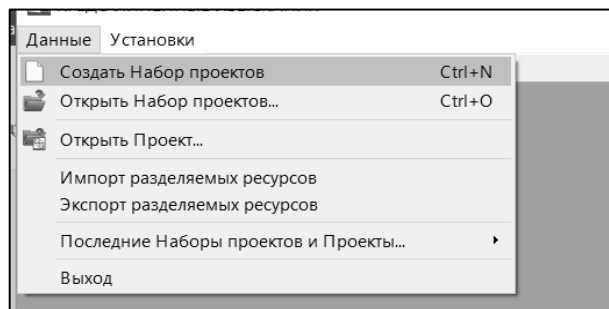 Данные Установки
Создать Набор проектов Ctrl+N
Открыть Набор проектов... Ctrl+O
Открыть Проект...
Импорт разделяемых ресурсов
Экспорт разделяемых ресурсов
Последние Наборы проектов и Проекты...
Выход